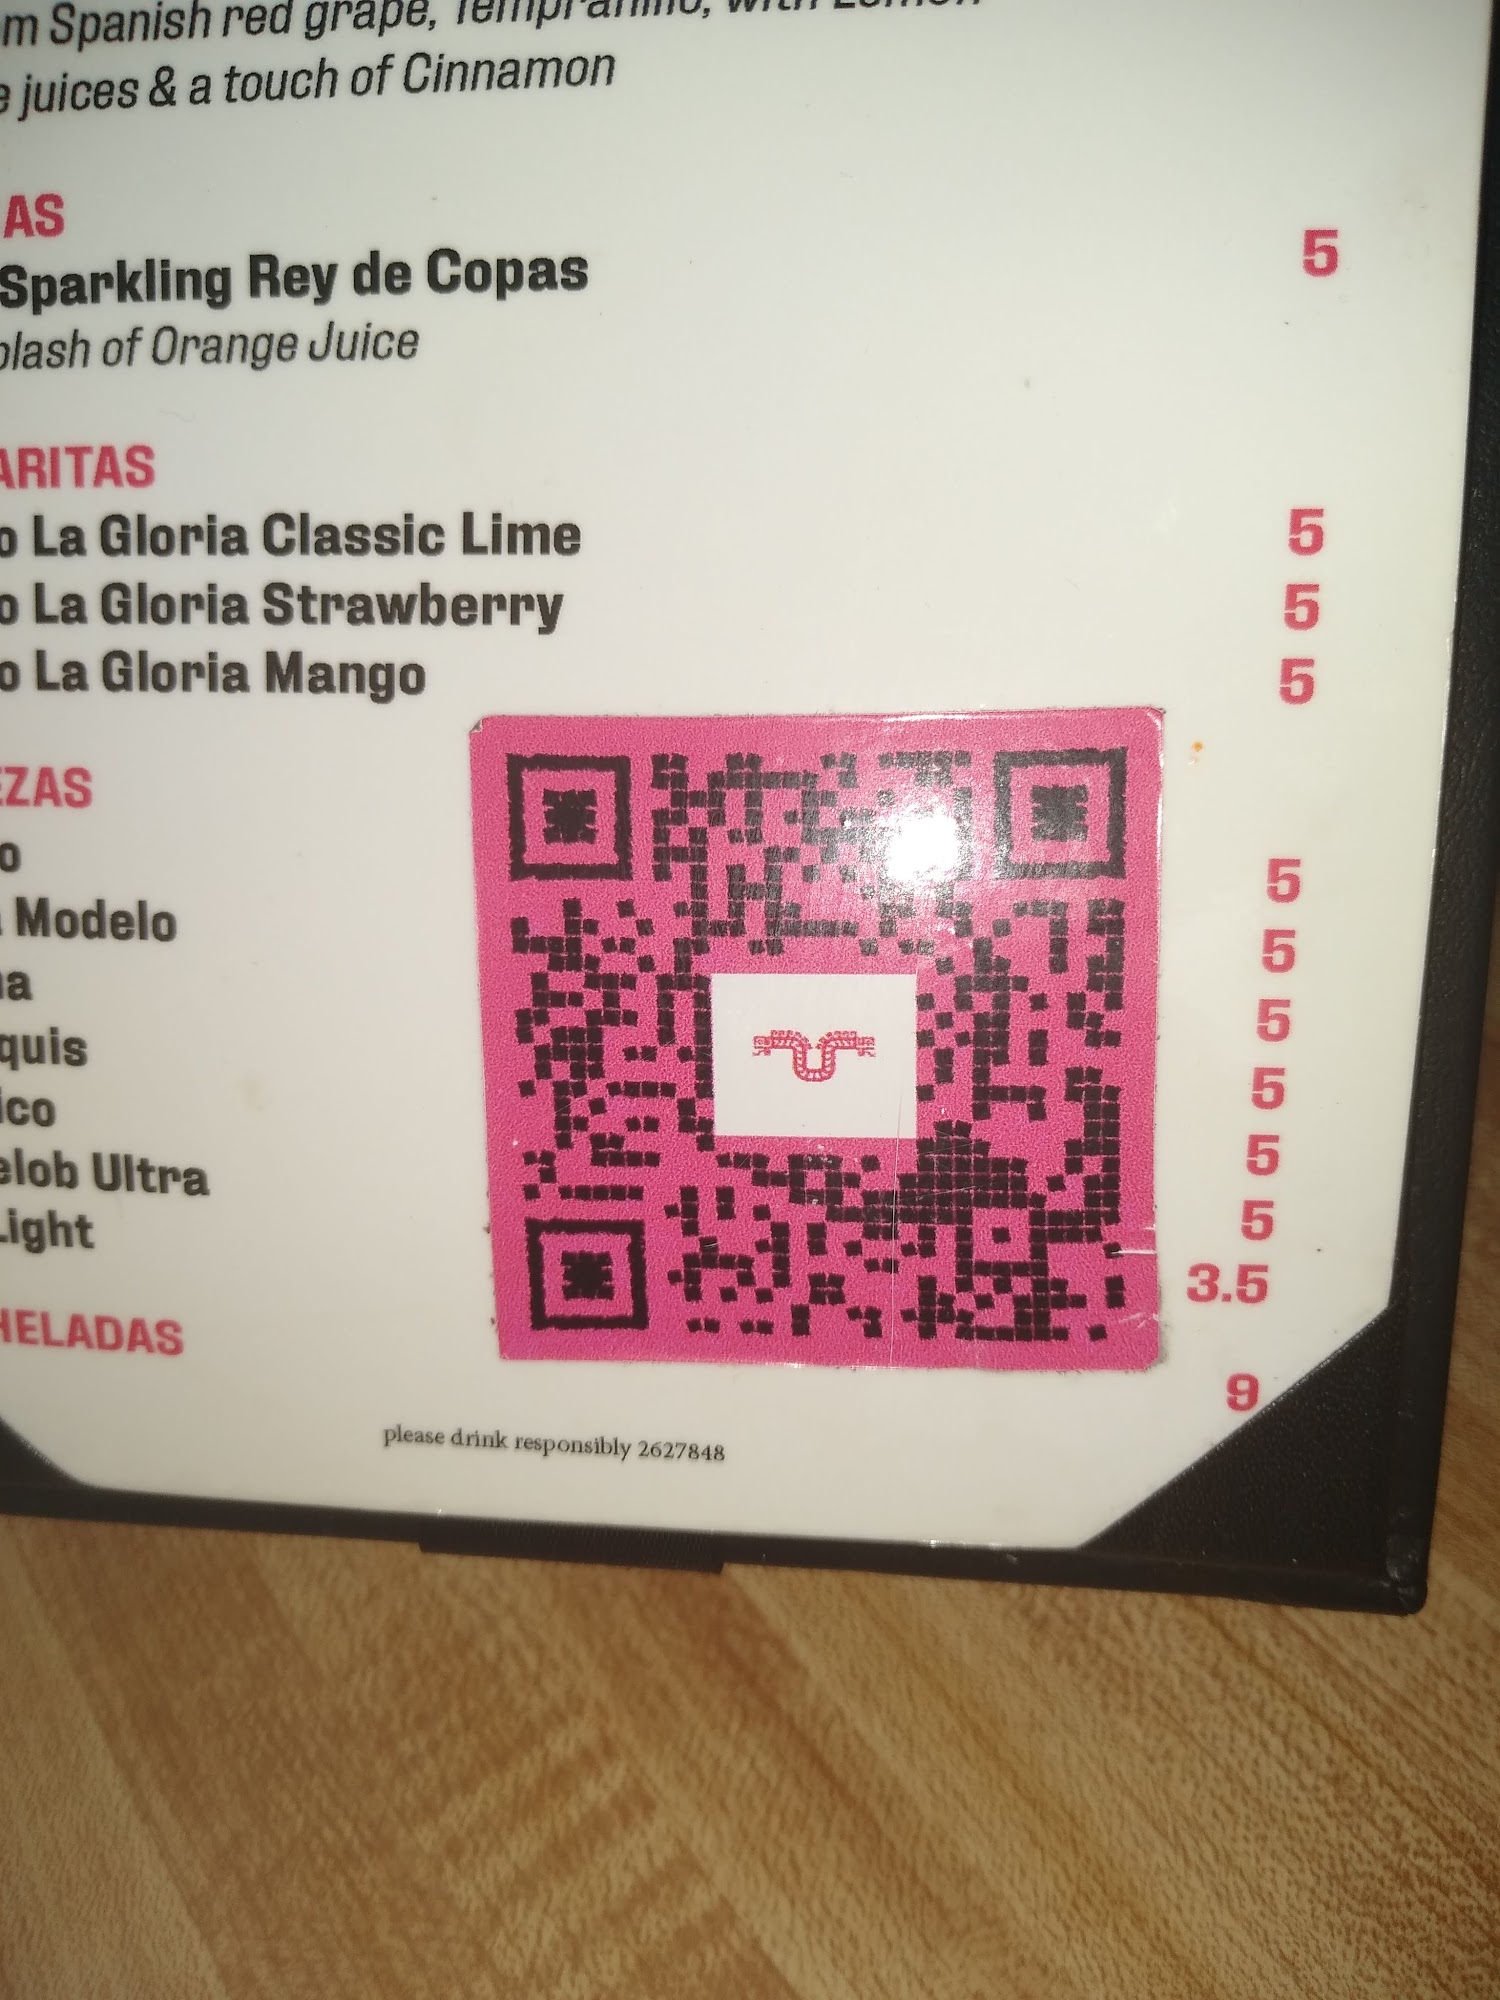 m Spanish red grape, Tempranillo, with Lemon
e juices & a touch of Cinnamon
AS
Sparkling Rey de Copas 5
plash of Orange Juice
ARITAS
o La Gloria Classic Lime 5
o La Gloria Strawberry 5
o La Gloria Mango 5
EZAS
o 5
a Modelo 5
na 5
quis 5
ico 5
elob Ultra 5
Light 3.5
HELADAS 9
please drink responsibly 2627848